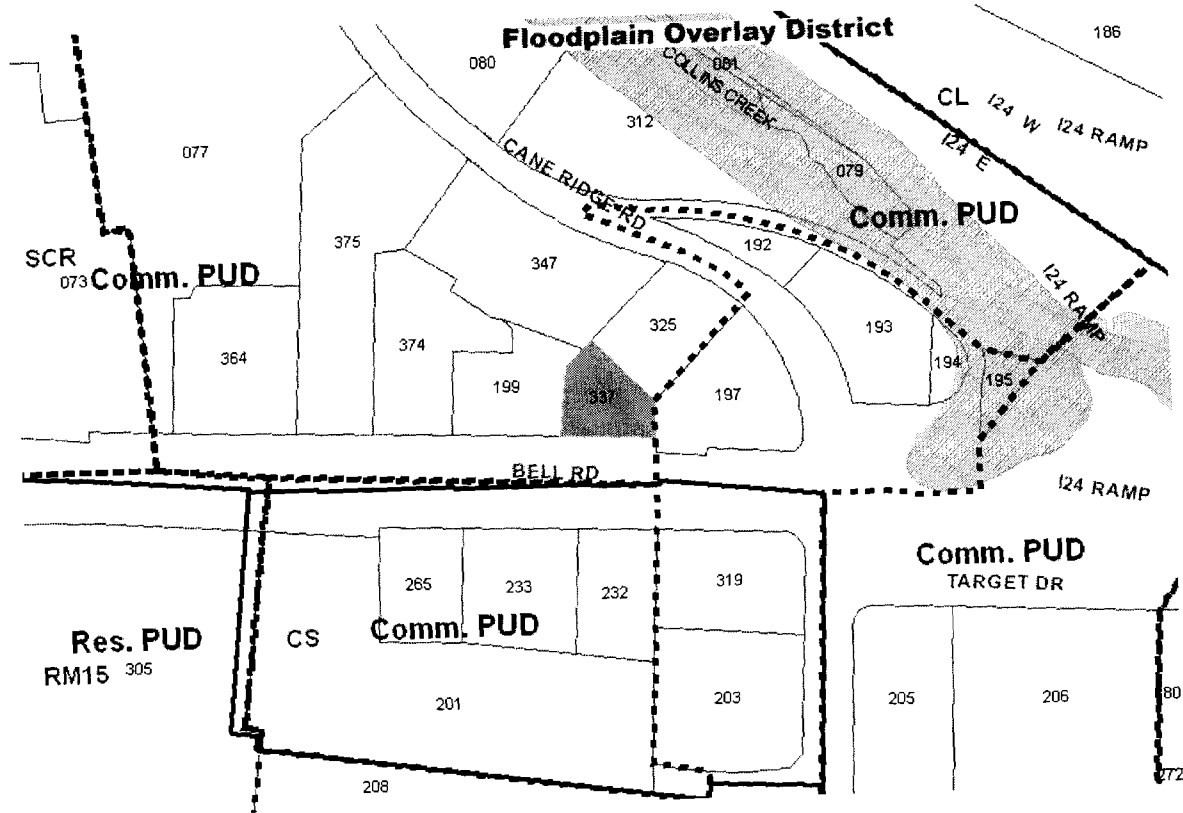 Floodplain Overlay District
186
080
081
COLLINS CREEK
CL
I24 W
I24 RAMP
312
I24 E
077
CANE RIDGE RD
079
Comm. PUD
192
375
SCR
073
Comm. PUD
347
I24 RAMP
325
193
374
364
194
195
199
337
197
BELL RD
I24 RAMP
Comm. PUD
TARGET DR
265
233
232
319
Res. PUD
CS
Comm. PUD
RM15
305
201
203
205
206
80
208
272